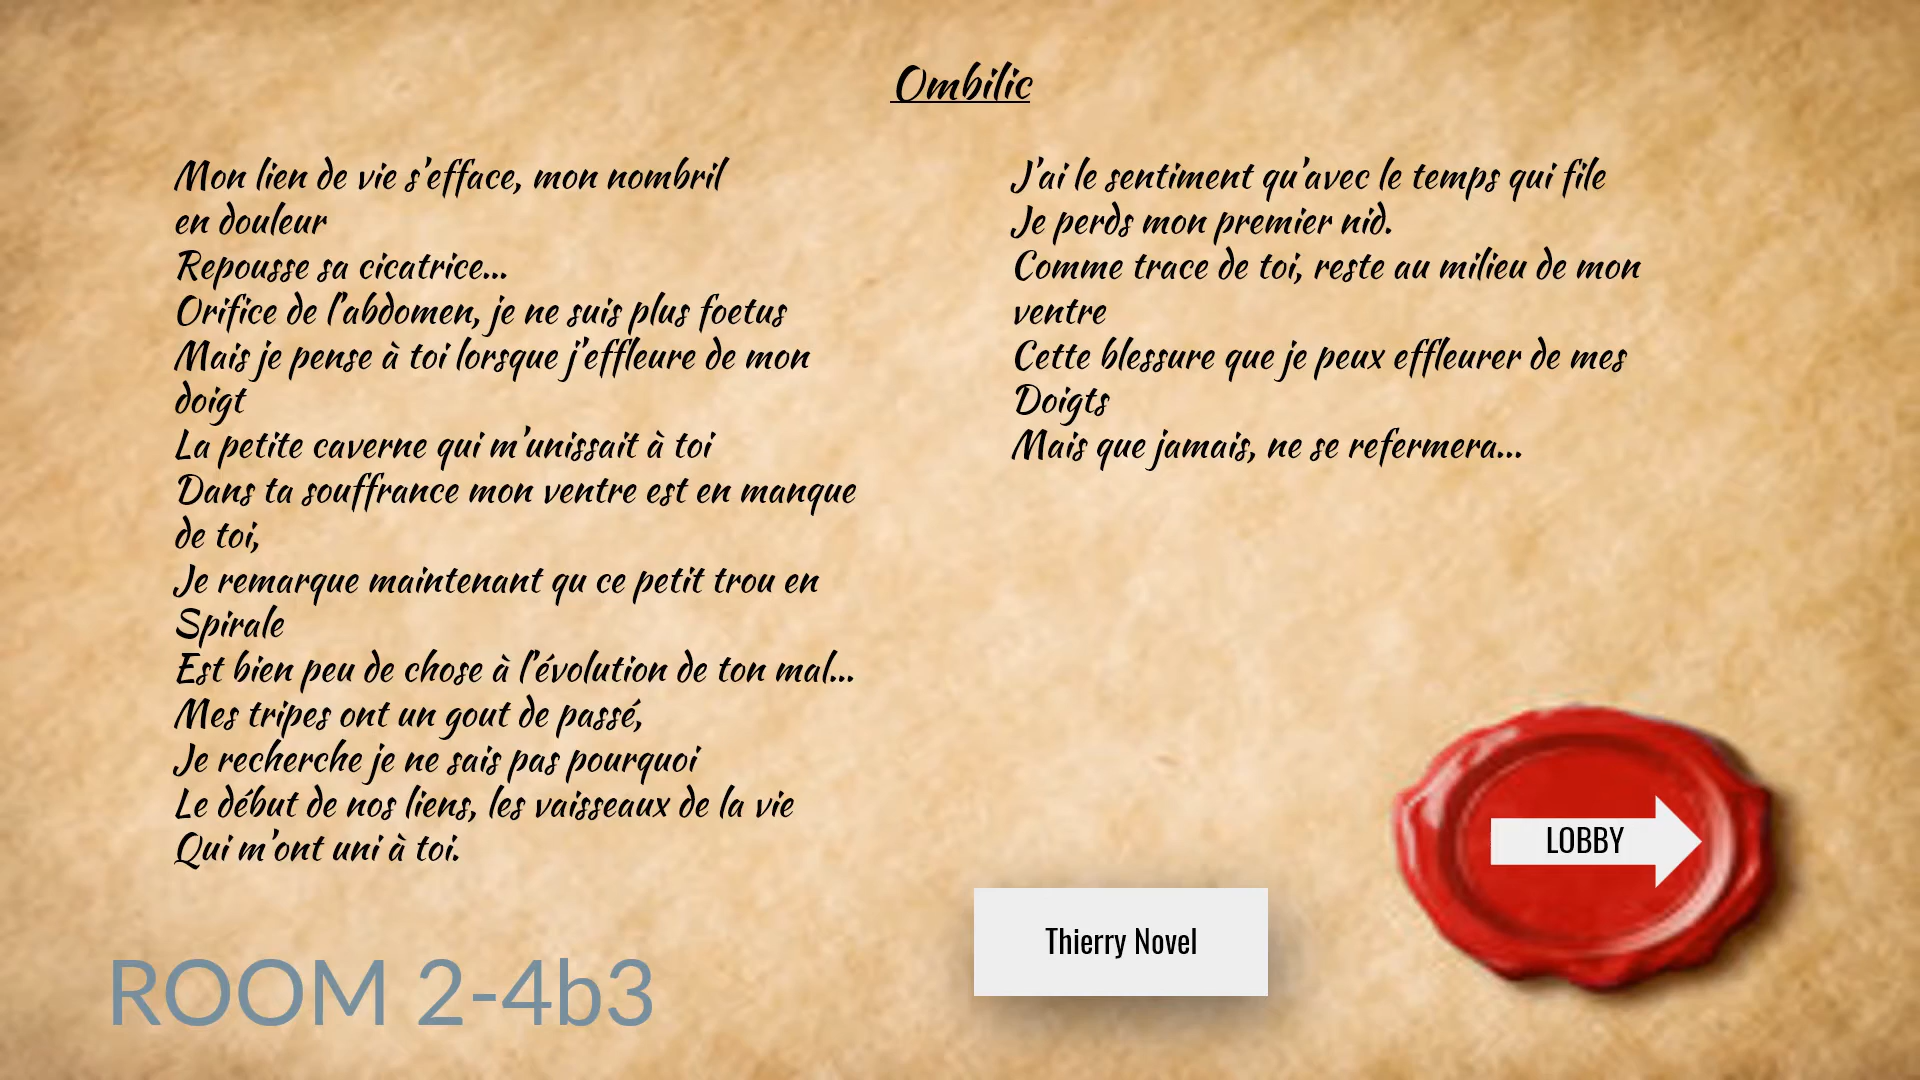 Ombilic
Mon lien de vie s'efface, mon nombril
en douleur
Repousse sa cicatrice...
Orifice de l'abdomen, je ne suis plus foetus
Mais je pense à toi lorsque j'effleure de mon
doigt
La petite caverne qui m'unissait à toi
Dans ta souffrance mon ventre est en manque
de toi,
Je remarque maintenant qu ce petit trou en
Spirale
Est bien peu de chose à l'évolution de ton mal...
Mes tripes ont un gout de passé,
Je recherche je ne sais pas pourquoi
Le début de nos liens, les vaisseaux de la vie
Qui m'ont uni à toi.
J'ai le sentiment qu'avec le temps qui file
Je perds mon premier nid.
Comme trace de toi, reste au milieu de mon
ventre
Cette blessure que je peux effleurer de mes
Doigts
Mais que jamais, ne se refermera...
LOBBY
Thierry Novel
ROOM 2-4b3